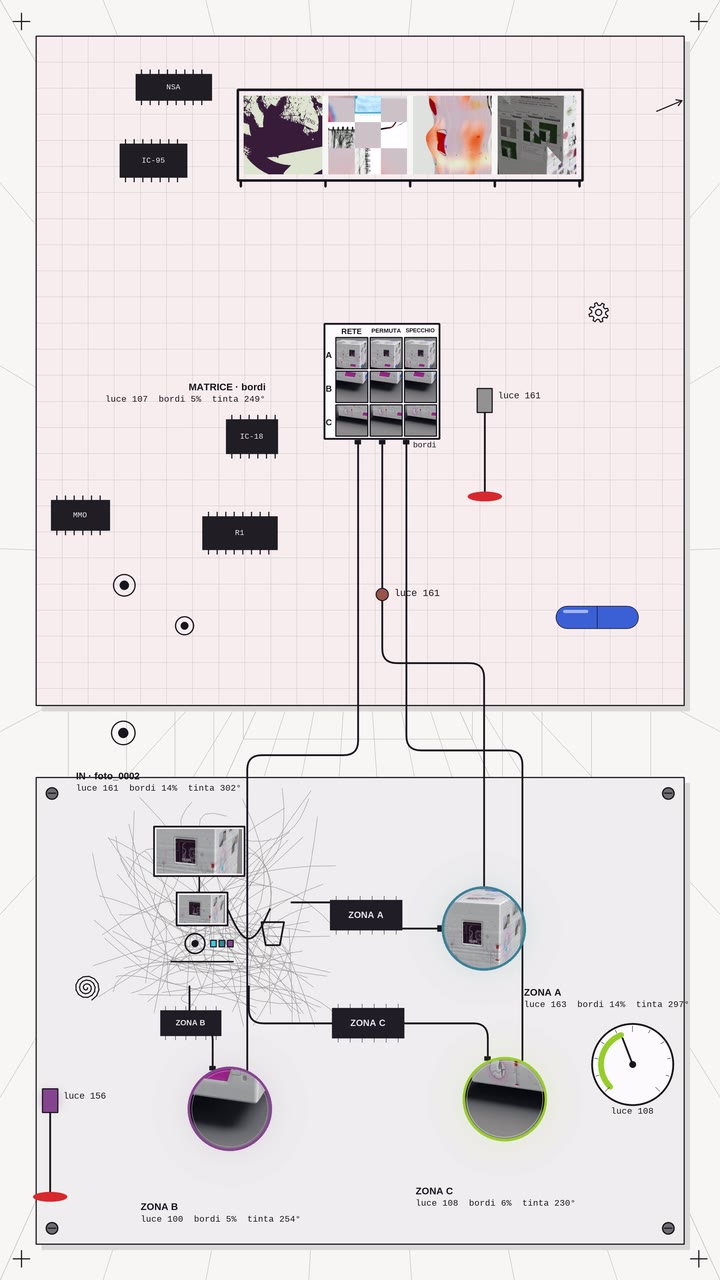 NSA
IC-95
RETE PERMUTA SPECCHIO
A
B
C
MATRICE · bordi
luce 107 bordi 5% tinta 249°
luce 161
IC-18
bordi
MMO
R1
luce 161
IN · foto_0002
luce 161 bordi 14% tinta 302°
ZONA A
ZONA A
luce 163 bordi 14% tinta 297°
ZONA B
ZONA C
luce 156
luce 108
ZONA B
luce 100 bordi 5% tinta 254°
ZONA C
luce 108 bordi 6% tinta 230°